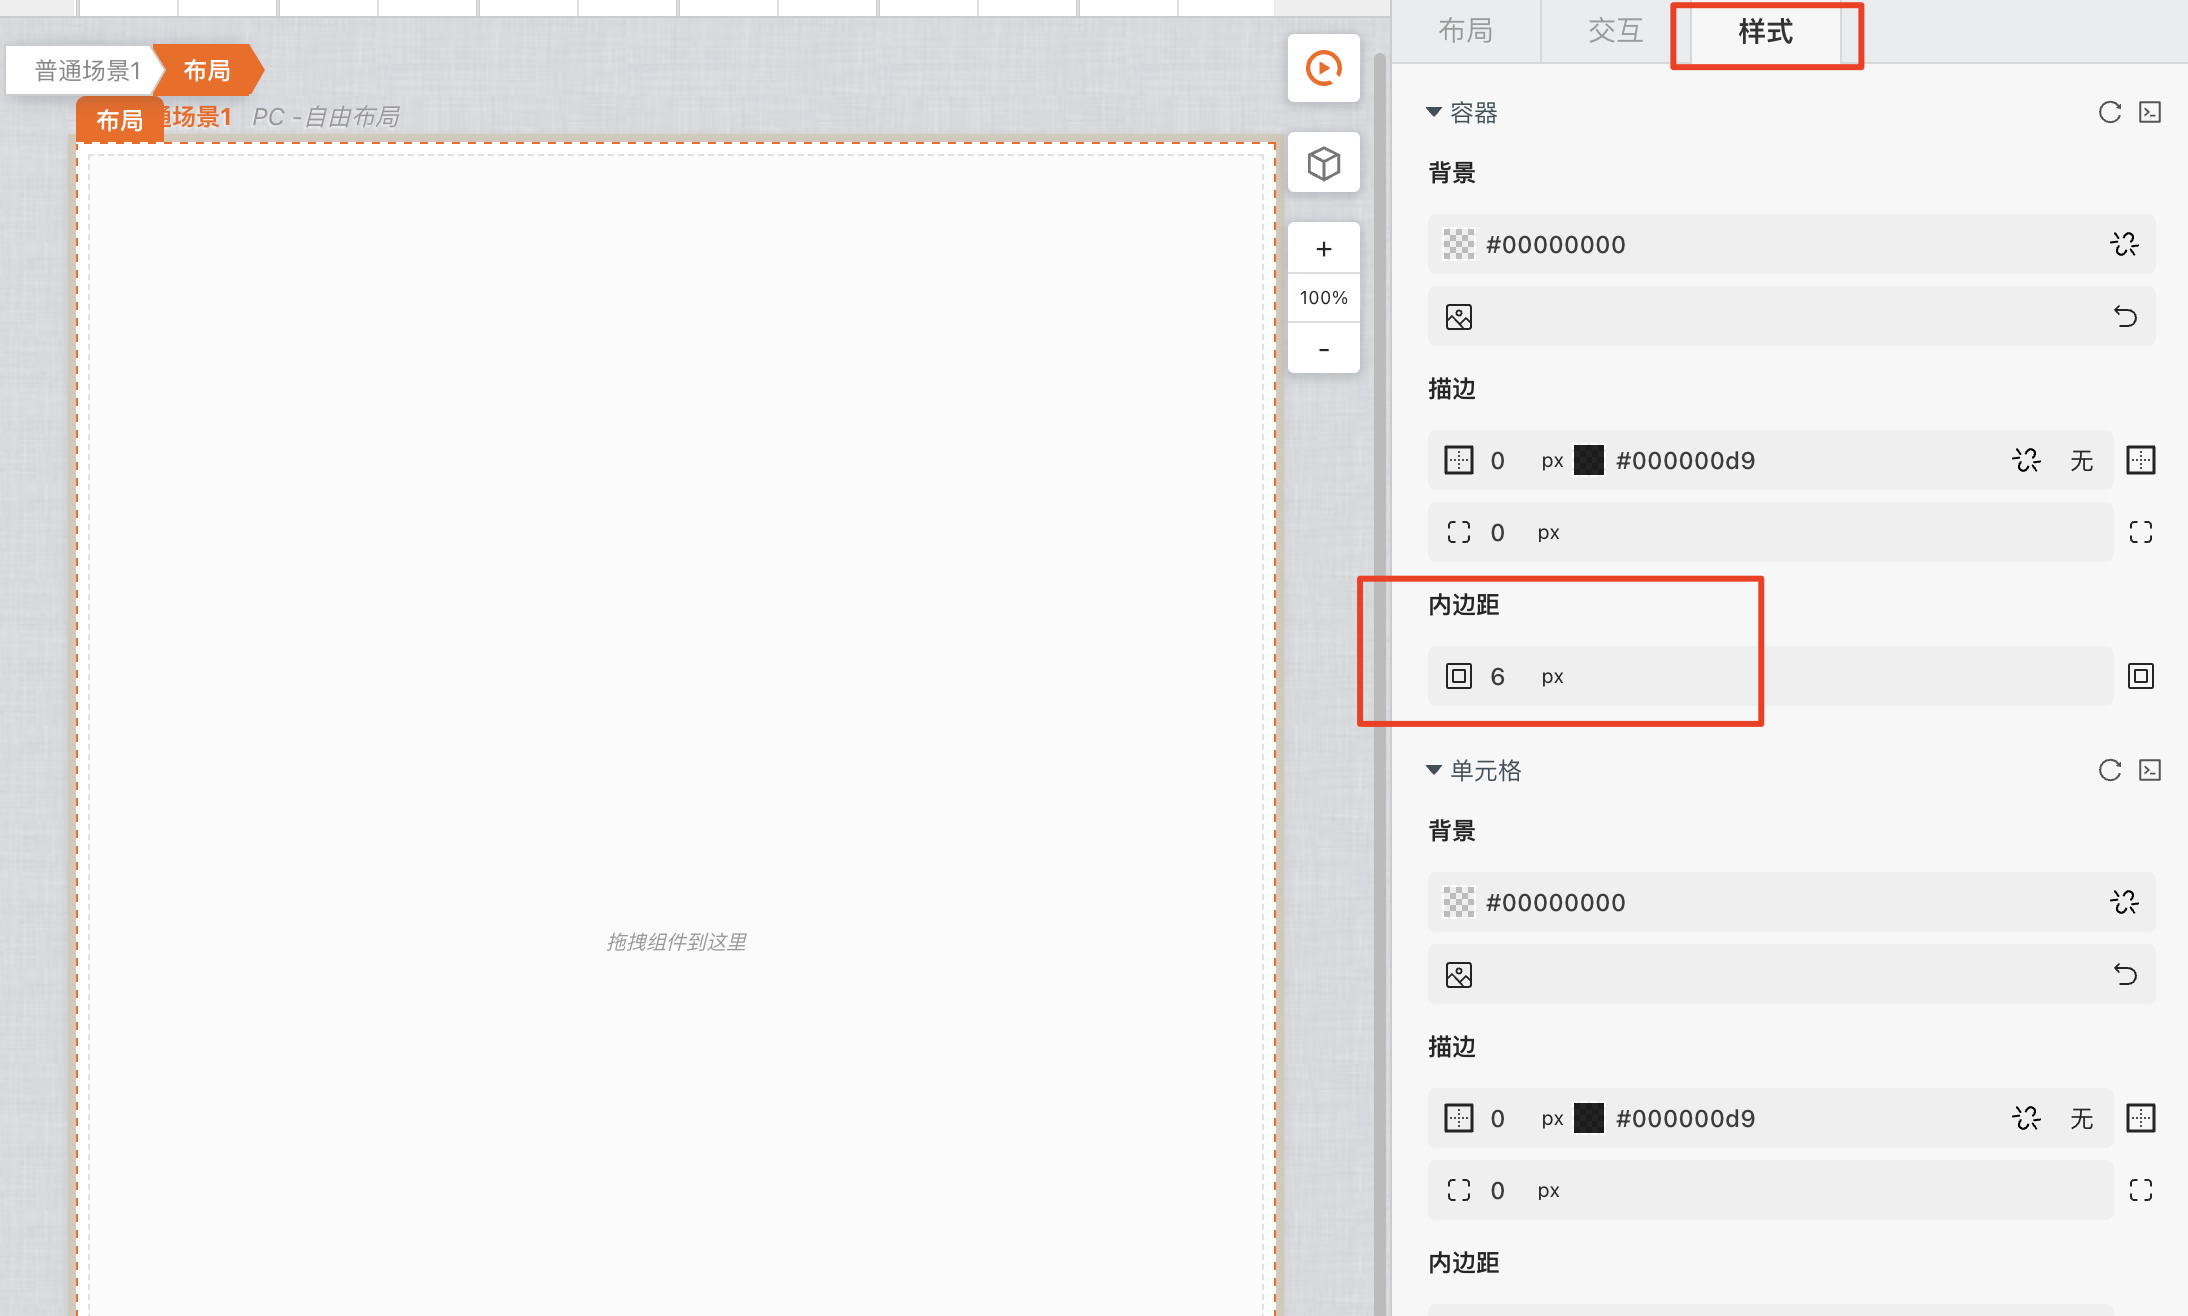 布局
交互
样式
普通场景1
布局
布局
通场景1
PC -自由布局
100%
+
-
拖拽组件到这里
容器
背景
#00000000
描边
0 px #000000d9 无
0 px
内边距
6 px
单元格
背景
#00000000
描边
0 px #000000d9 无
0 px
内边距